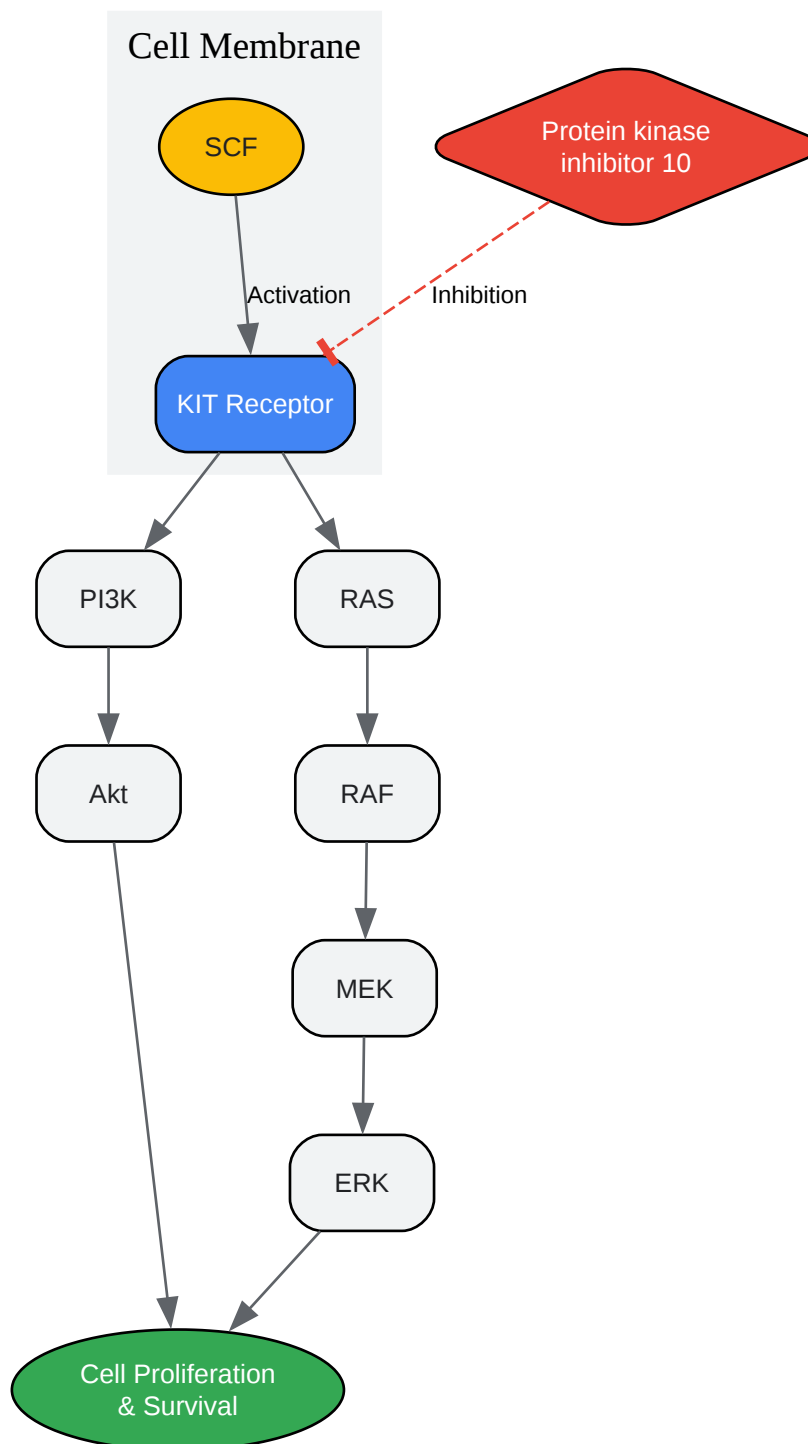 Cell Membrane
SCF
Protein kinase
inhibitor 10
Activation
Inhibition
KIT Receptor
PI3K
RAS
Akt
RAF
MEK
ERK
Cell Proliferation
& Survival